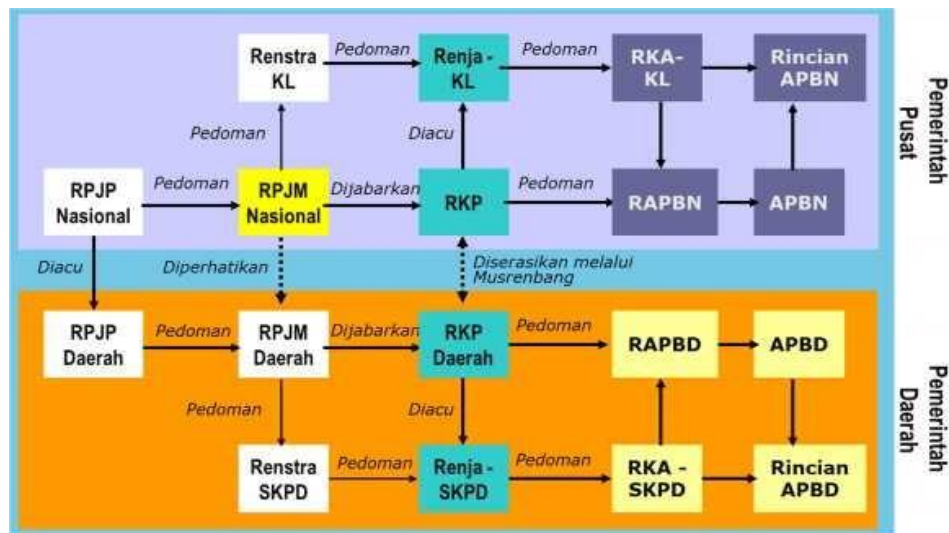 Renstra
KL
Pedoman
Renja -
KL
Pedoman
RKA-
KL
Rincian
APBN
Pemerintah
Pusat
Pedoman
Diacu
RPJP
Nasional
Pedoman
RPJM
Nasional
Dijabarkan
RKP
Pedoman
RAPBN
APBN
Diacu
Diperhatikan
Diserasikan melalui
Musrenbang
RPJP
Daerah
Pedoman
RPJM
Daerah
Dijabarkan
RKP
Daerah
Pedoman
RAPBD
APBD
Pemerintah
Daerah
Pedoman
Diacu
Renstra
SKPD
Pedoman
Renja -
SKPD
Pedoman
RKA -
SKPD
Rincian
APBD